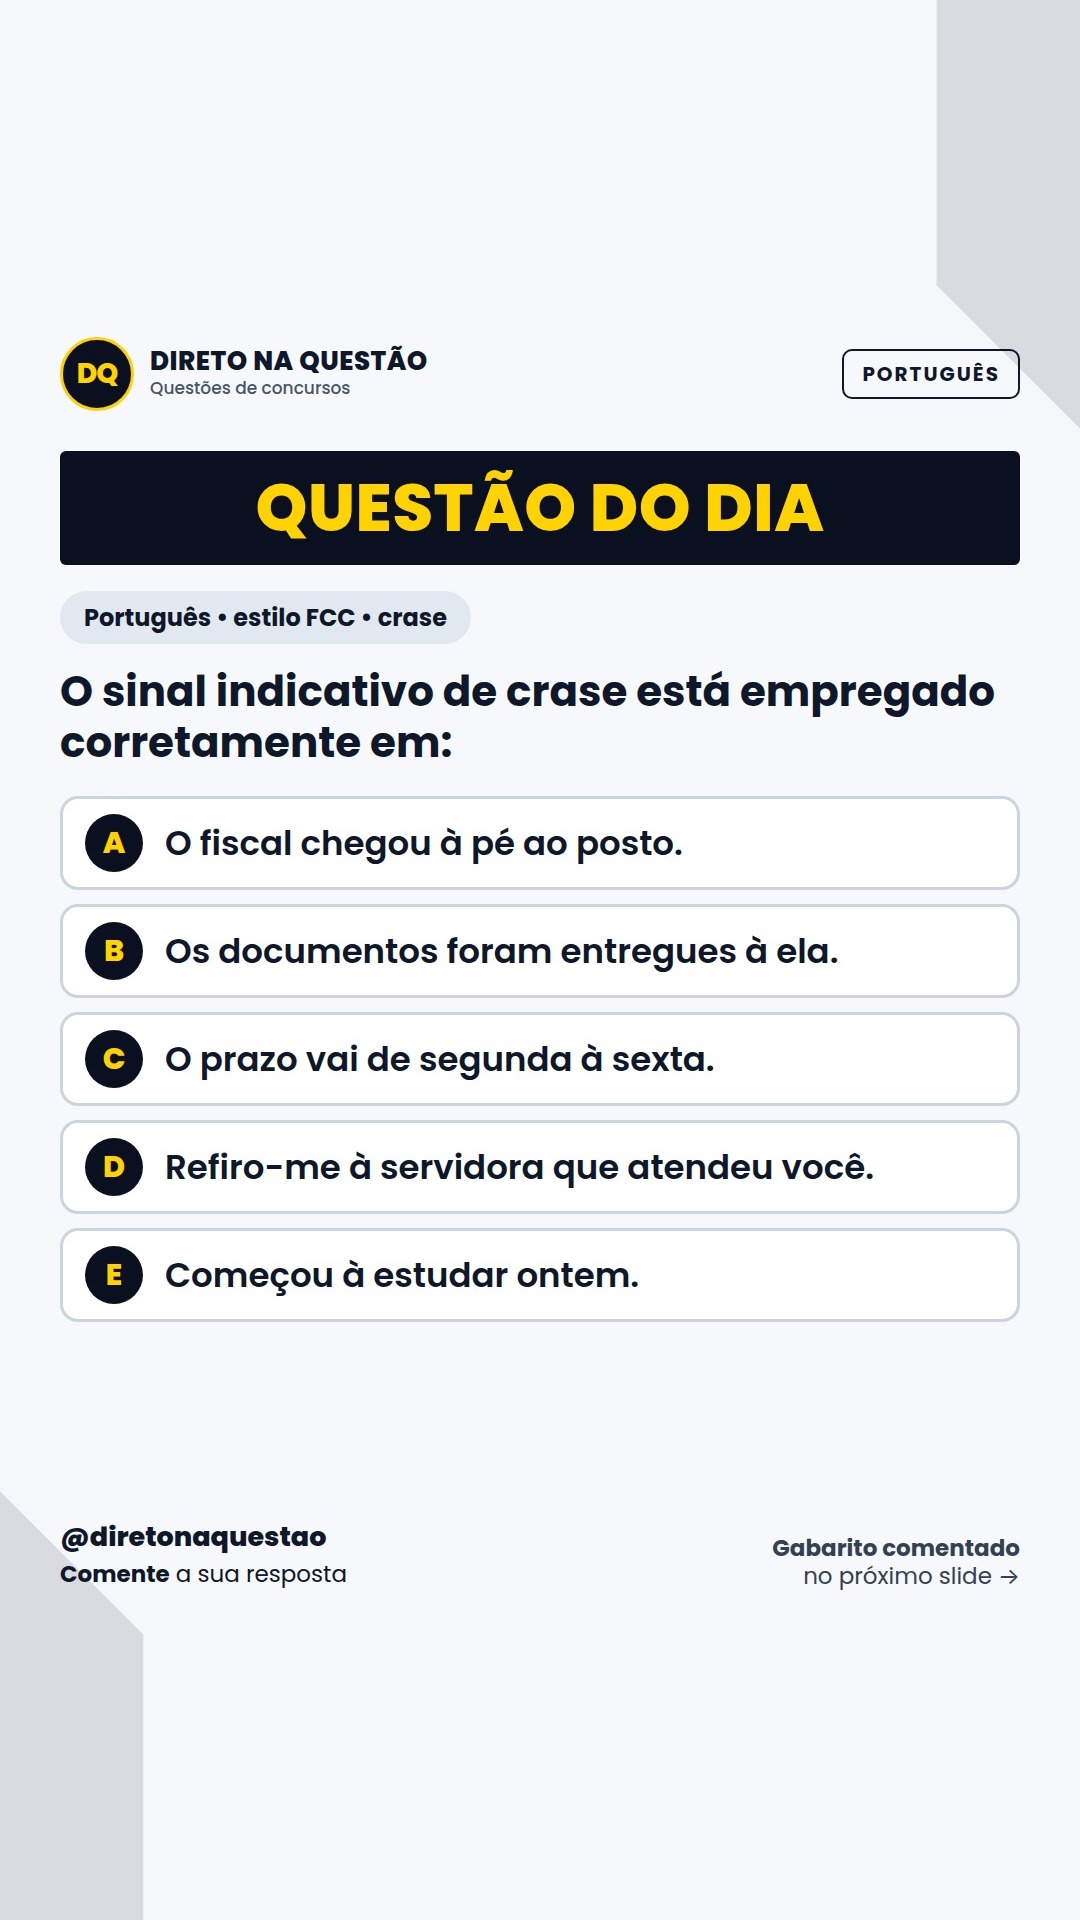 DQ
DIRETO NA QUESTÃO
Questões de concursos
PORTUGUÊS
QUESTÃO DO DIA
Português • estilo FCC • crase
O sinal indicativo de crase está empregado
corretamente em:
A O fiscal chegou à pé ao posto.
B Os documentos foram entregues à ela.
C O prazo vai de segunda à sexta.
D Refiro-me à servidora que atendeu você.
E Começou à estudar ontem.
@diretonaquestao
Comente a sua resposta
Gabarito comentado
no próximo slide →